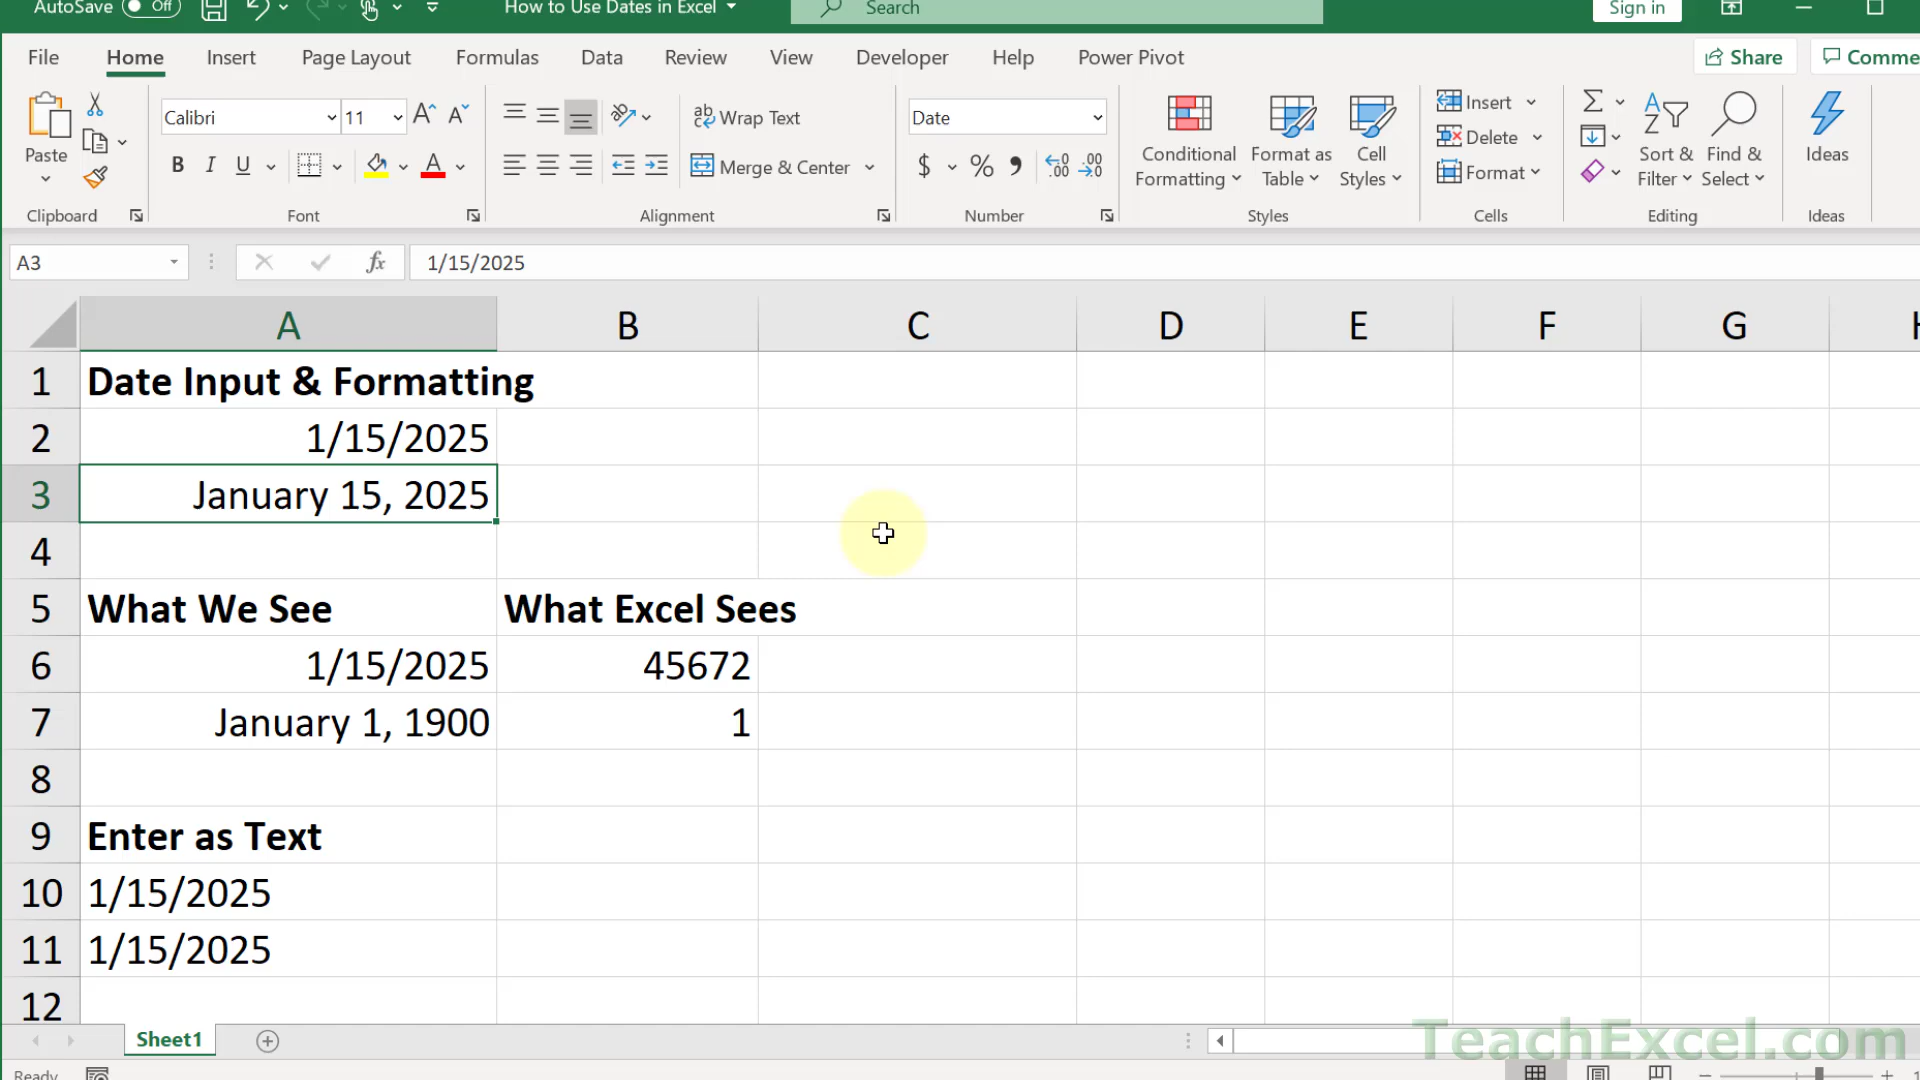 AutoSave Off How to Use Dates in Excel Search Sign in
File Home Insert Page Layout Formulas Data Review View Developer Help Power Pivot Share Comme
Paste Calibri 11 Wrap Text Date Conditional Formatting Format as Table Cell Styles Insert Sort & Filter Find & Select Ideas
B I U A Merge & Center $ % Delete
Format
Clipboard Font Alignment Number Styles Cells Editing Ideas
A3 fx 1/15/2025
A B C D E F G
1 Date Input & Formatting
2 1/15/2025
3 January 15, 2025
4
5 What We See What Excel Sees
6 1/15/2025 45672
7 January 1, 1900 1
8
9 Enter as Text
10 1/15/2025
11 1/15/2025
12
Sheet1
TeachExcel.com
Ready